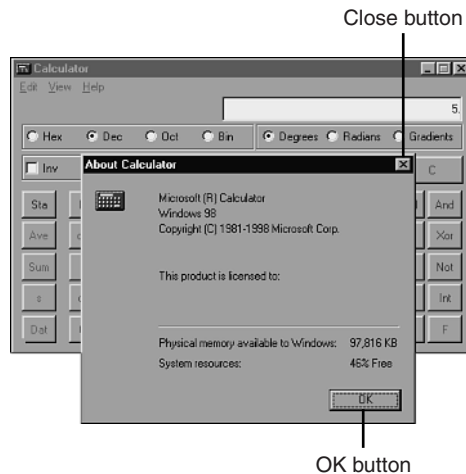 Close button
Calculator
Edit View Help
5.
Hex Dec Oct Bin Degrees Radians Gradients
Inv
About Calculator
C
Microsoft (R) Calculator
Windows 98
Copyright (C) 1981-1998 Microsoft Corp.
Sta And
Ave Xor
This product is licensed to:
Sum Not
s Int
Dat F
Physical memory available to Windows: 97,816 KB
System resources: 46% Free
OK
OK button